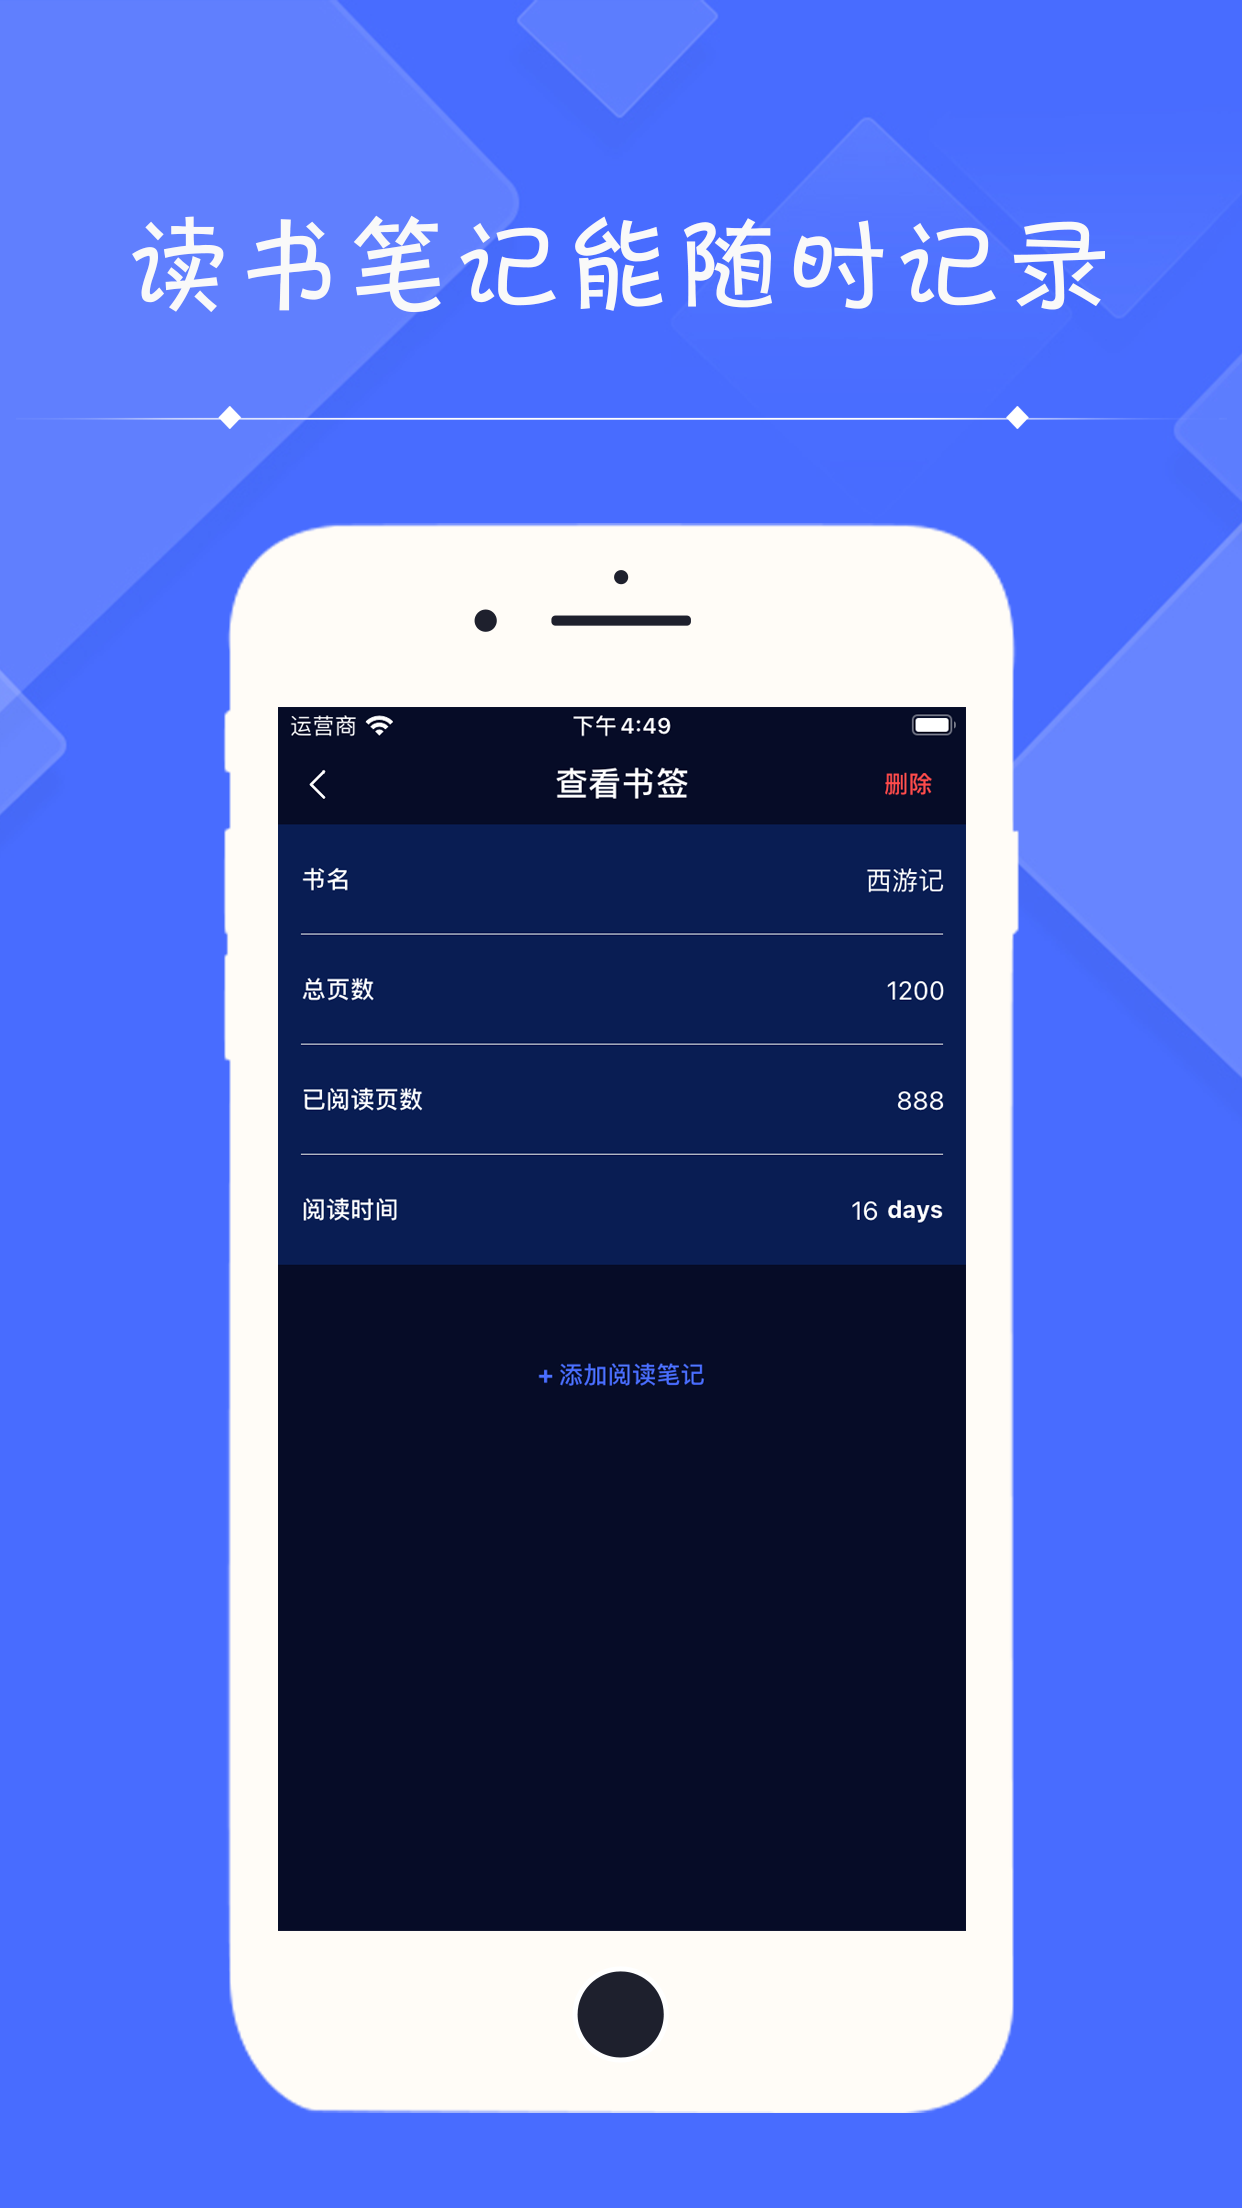 读书笔记能随时记录
运营商 下午4:49
查看书签 删除
书名 西游记
总页数 1200
已阅读页数 888
阅读时间 16 days
+ 添加阅读笔记